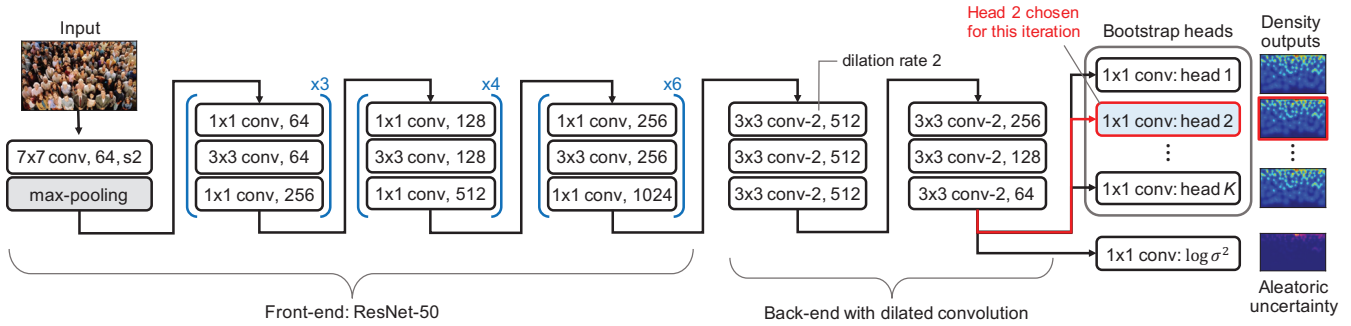 Input
7x7 conv, 64, s2
max-pooling
x3
1x1 conv, 64
3x3 conv, 64
1x1 conv, 256
x4
1x1 conv, 128
3x3 conv, 128
1x1 conv, 512
x6
1x1 conv, 256
3x3 conv, 256
1x1 conv, 1024
Front-end: ResNet-50
dilation rate 2
3x3 conv-2, 512
3x3 conv-2, 512
3x3 conv-2, 512
3x3 conv-2, 256
3x3 conv-2, 128
3x3 conv-2, 64
Back-end with dilated convolution
Head 2 chosen
for this iteration
Bootstrap heads
1x1 conv: head 1
1x1 conv: head 2
⋮
1x1 conv: head K
1x1 conv: log σ²
Density
outputs
⋮
Aleatoric
uncertainty